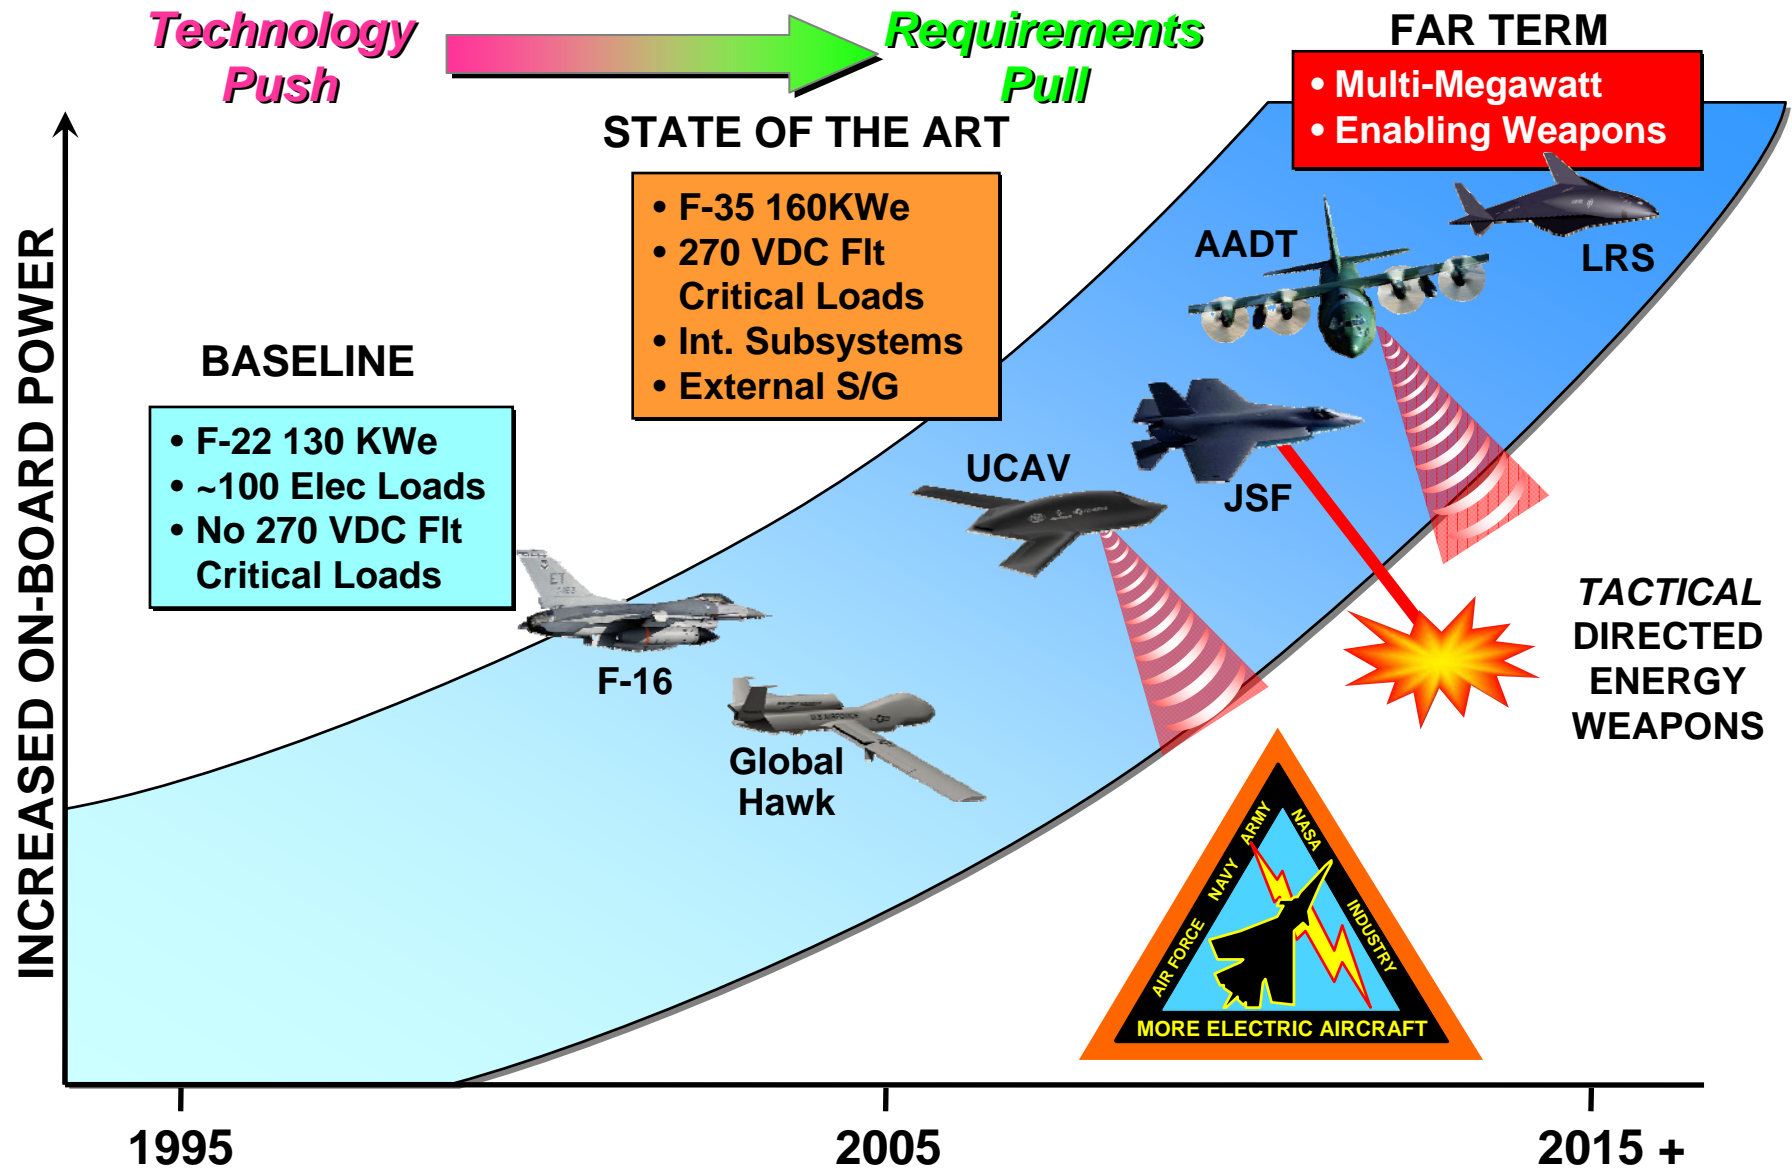 Technology
Push
Requirements
Pull
FAR TERM
• Multi-Megawatt
• Enabling Weapons
STATE OF THE ART
• F-35 160KWe
• 270 VDC Flt
Critical Loads
• Int. Subsystems
• External S/G
BASELINE
• F-22 130 KWe
• ~100 Elec Loads
• No 270 VDC Flt
Critical Loads
INCREASED ON-BOARD POWER
AADT
LRS
UCAV
JSF
ET
F-16
U.S. AIR FORCE
Global
Hawk
TACTICAL
DIRECTED
ENERGY
WEAPONS
AIR FORCE NAVY ARMY
NASA INDUSTRY
MORE ELECTRIC AIRCRAFT
1995
2005
2015 +